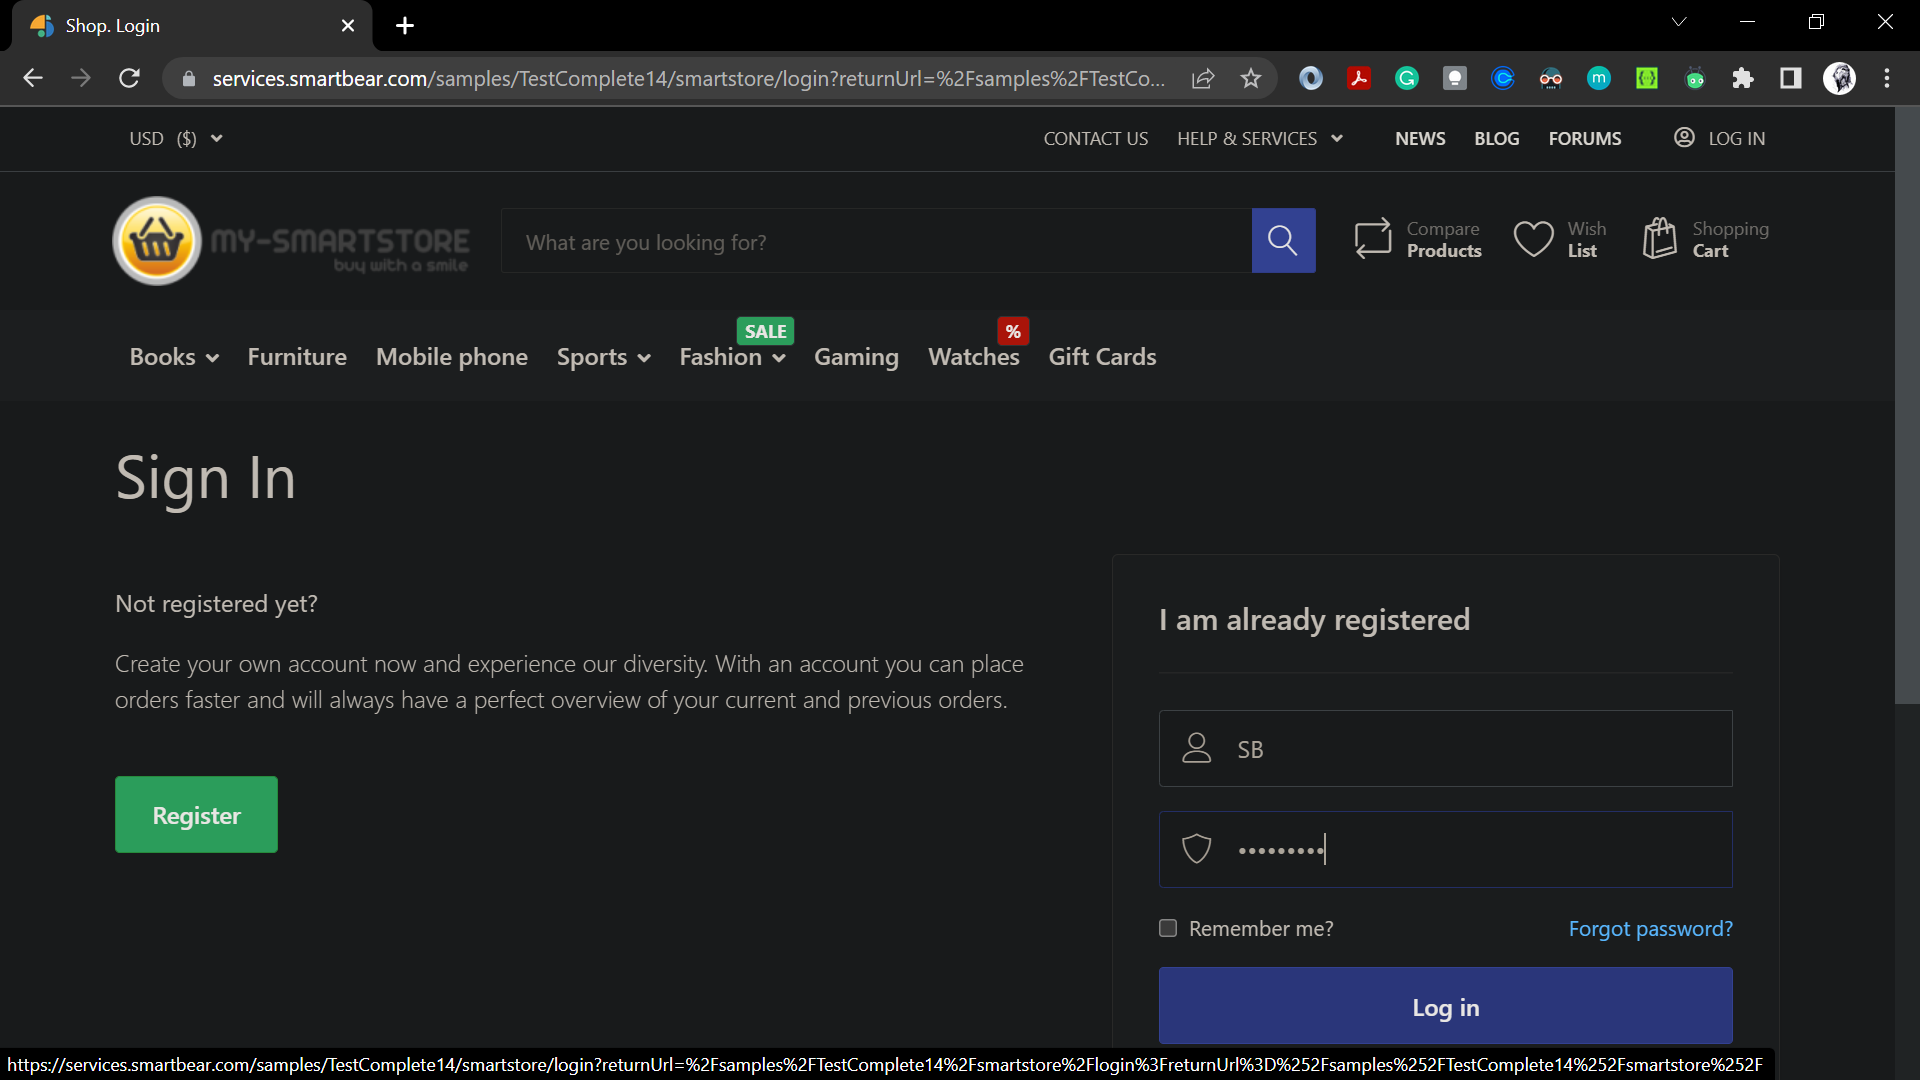 Shop. Login
services.smartbear.com/samples/TestComplete14/smartstore/login?returnUrl=%2Fsamples%2FTestCo...
USD ($)
CONTACT US HELP & SERVICES NEWS BLOG FORUMS LOG IN
MY-SMARTSTORE
buy with a smile
What are you looking for?
Compare
Products
Wish
List
Shopping
Cart
SALE %
Books Furniture Mobile phone Sports Fashion Gaming Watches Gift Cards
Sign In
Not registered yet?
Create your own account now and experience our diversity. With an account you can place
orders faster and will always have a perfect overview of your current and previous orders.
Register
I am already registered
SB
•••••••••
Remember me? Forgot password?
Log in
https://services.smartbear.com/samples/TestComplete14/smartstore/login?returnUrl=%2Fsamples%2FTestComplete14%2Fsmartstore%2Flogin%3FreturnUrl%3D%252Fsamples%252FTestComplete14%252Fsmartstore%252F